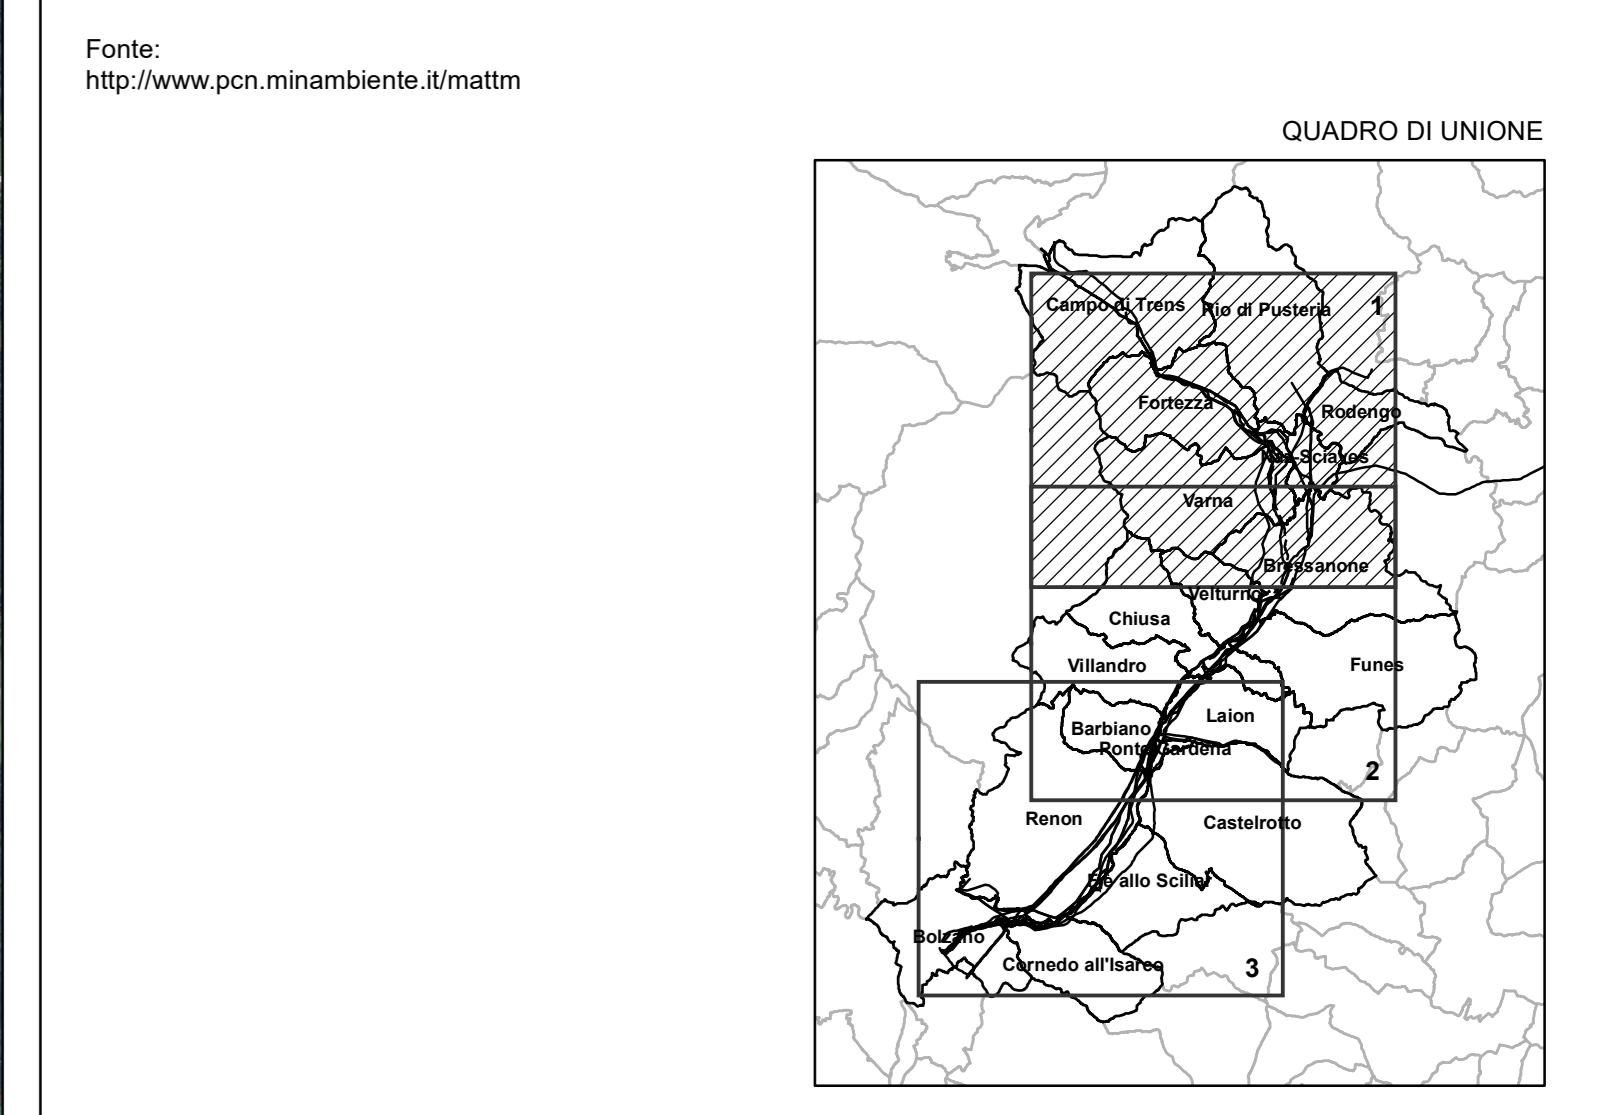 Fonte:
http://www.pcn.minambiente.it/mattm
QUADRO DI UNIONE
Campo di Trens
Rio di Pusteria
1
Fortezza
Rodengo
Naz-Sciaves
Varna
Bressanone
Velturno
Chiusa
Villandro
Funes
Laion
Barbiano
Ponte Gardena
2
Renon
Castelrotto
allo Sciliar
Bolzano
Cornedo all'Isarco
3